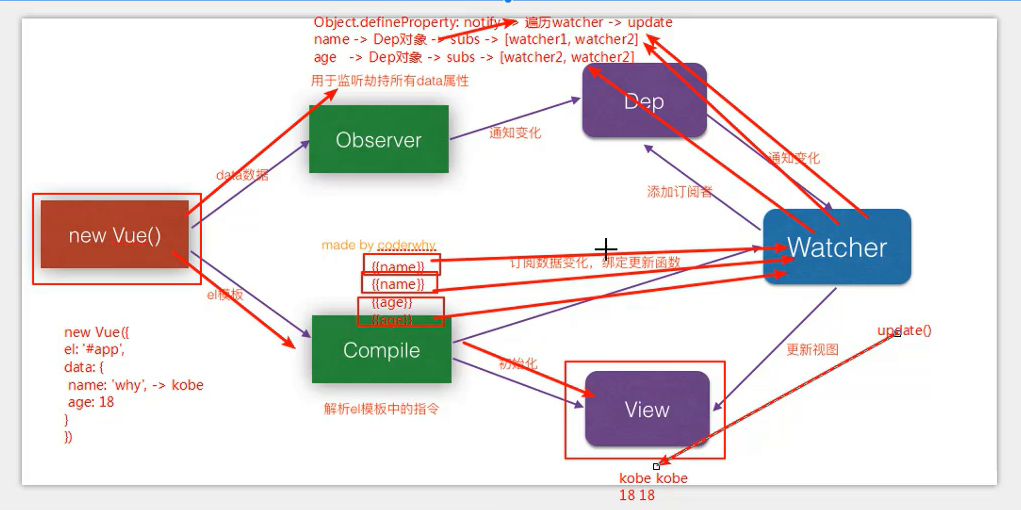 Object.defineProperty: notify -> 遍历watcher -> update
name -> Dep对象 -> subs -> [watcher1, watcher2]
age -> Dep对象 -> subs -> [watcher2, watcher2]
用于监听劫持所有data属性
Observer
通知变化
Dep
通知变化
data数据
添加订阅者
new Vue()
Watcher
made by coderwhy
订阅数据变化，绑定更新函数
{{name}}
{{name}}
{{age}}
{{age}}
el模板
Compile
初始化
解析el模板中的指令
View
更新视图
update()
new Vue({
el: '#app',
data: {
name: 'why', -> kobe
age: 18
}
})
kobe kobe
18 18